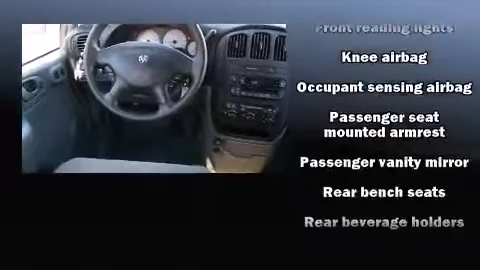 Front reading lights
Knee airbag
Occupant sensing airbag
Passenger seat
mounted armrest
Passenger vanity mirror
Rear bench seats
Rear beverage holders